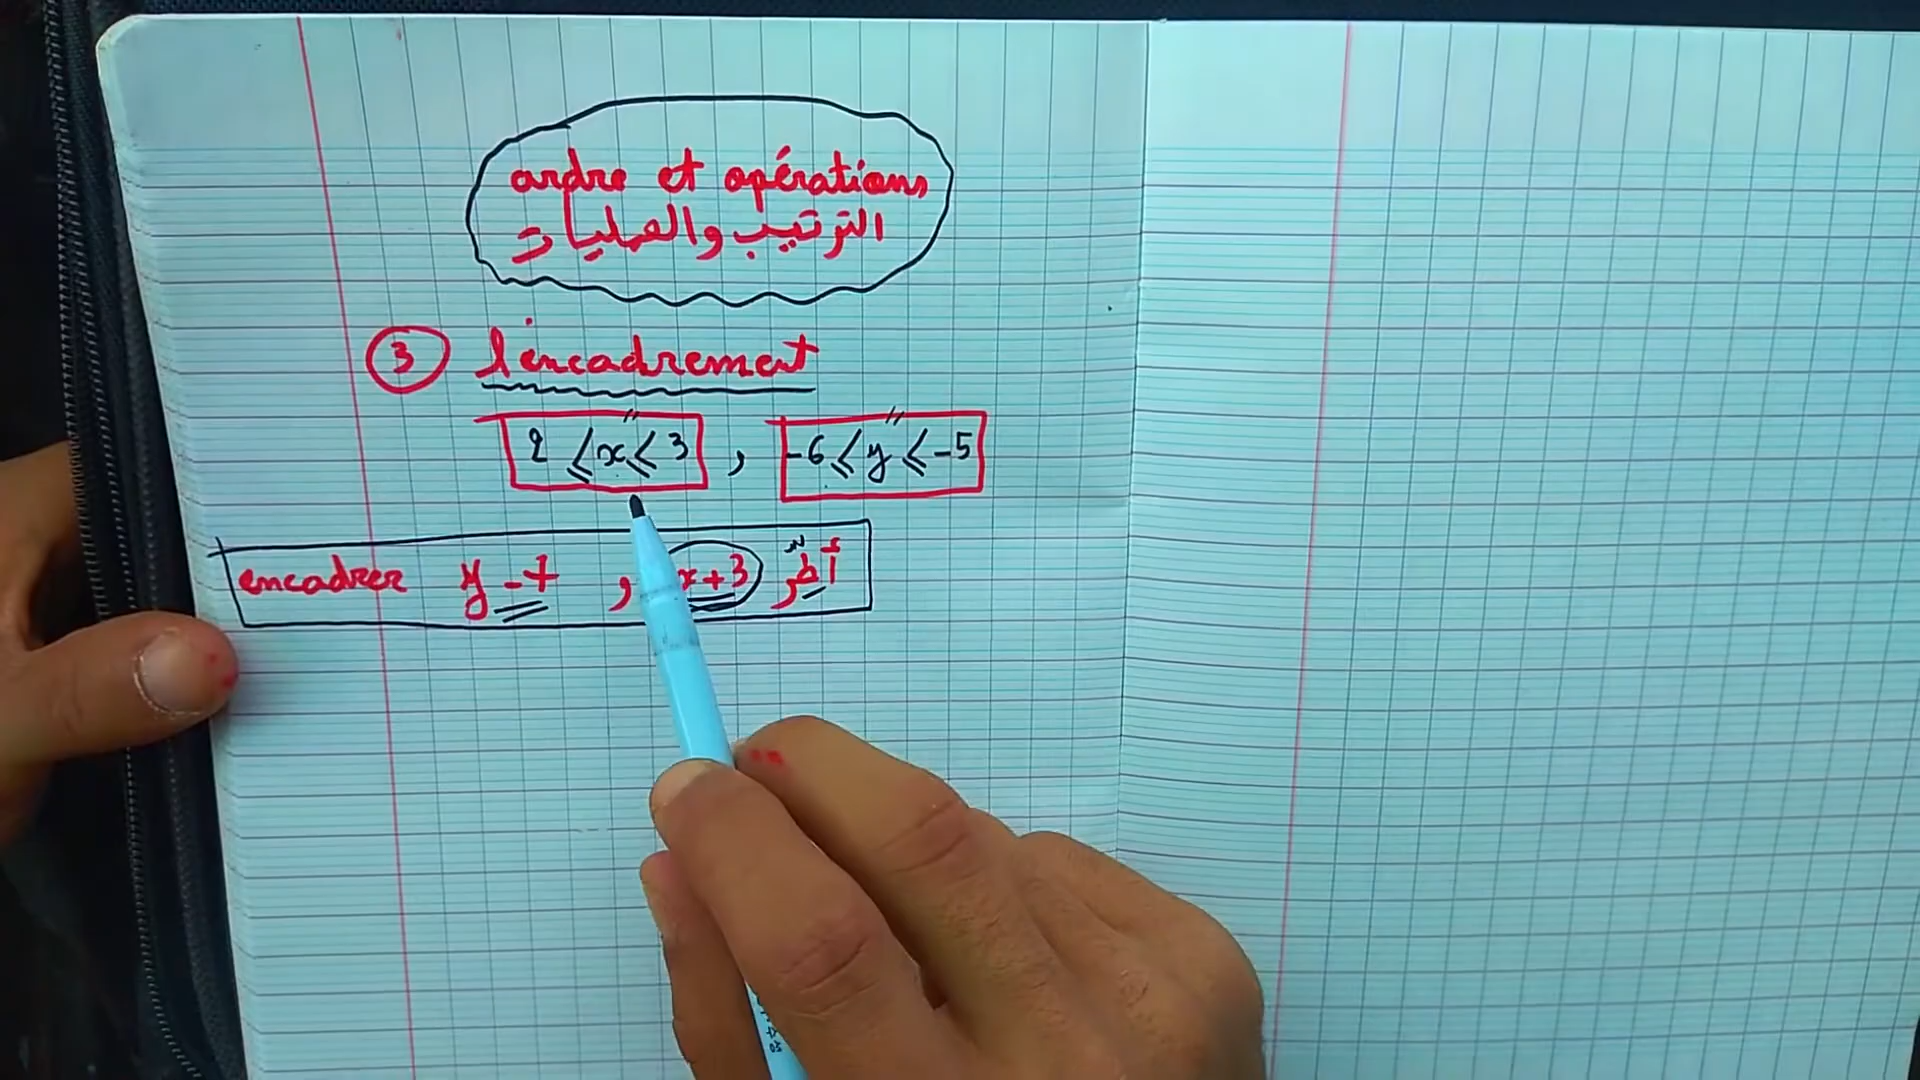 ordre et opérations
الترتيب والعمليات
3 l'encadrement
2 ≤ x ≤ 3 , -6 ≤ y ≤ -5
encadrer y - 7 , x + 3 أطر